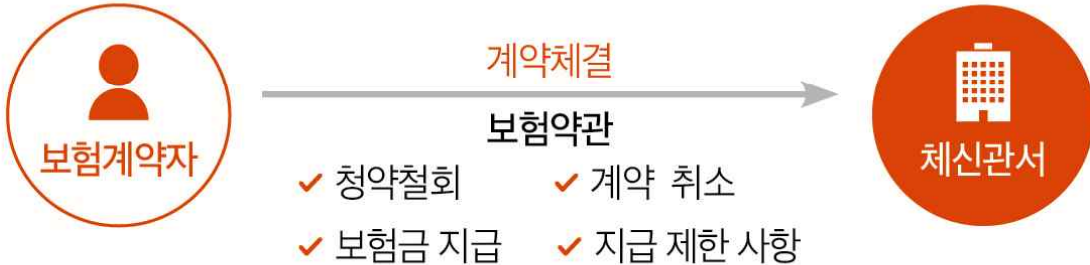 계약체결
보험계약자
체신관서
보험약관
청약철회
계약 취소
보험금 지급
지급 제한 사항